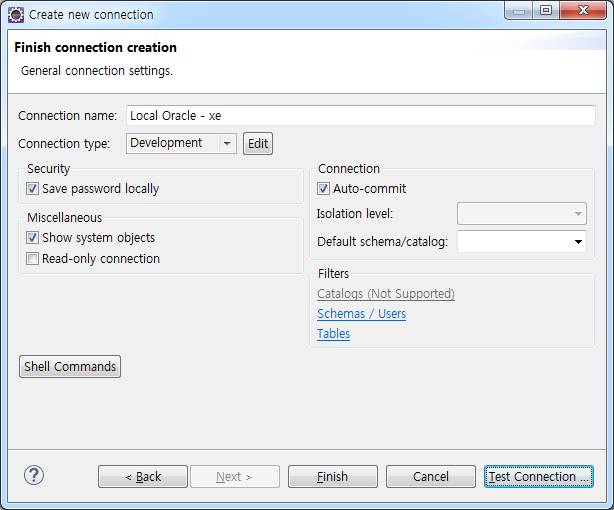 Create new connection
Finish connection creation
General connection settings.
Connection name: Local Oracle - xe
Connection type: Development Edit
Security
Save password locally
Miscellaneous
Show system objects
Read-only connection
Connection
Auto-commit
Isolation level:
Default schema/catalog:
Filters
Catalogs (Not Supported)
Schemas / Users
Tables
Shell Commands
? < Back Next > Finish Cancel Test Connection ...